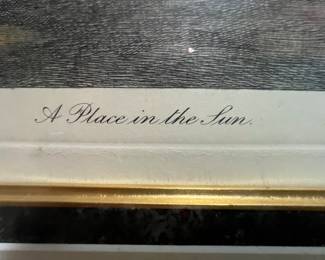 A Place in the Sun.